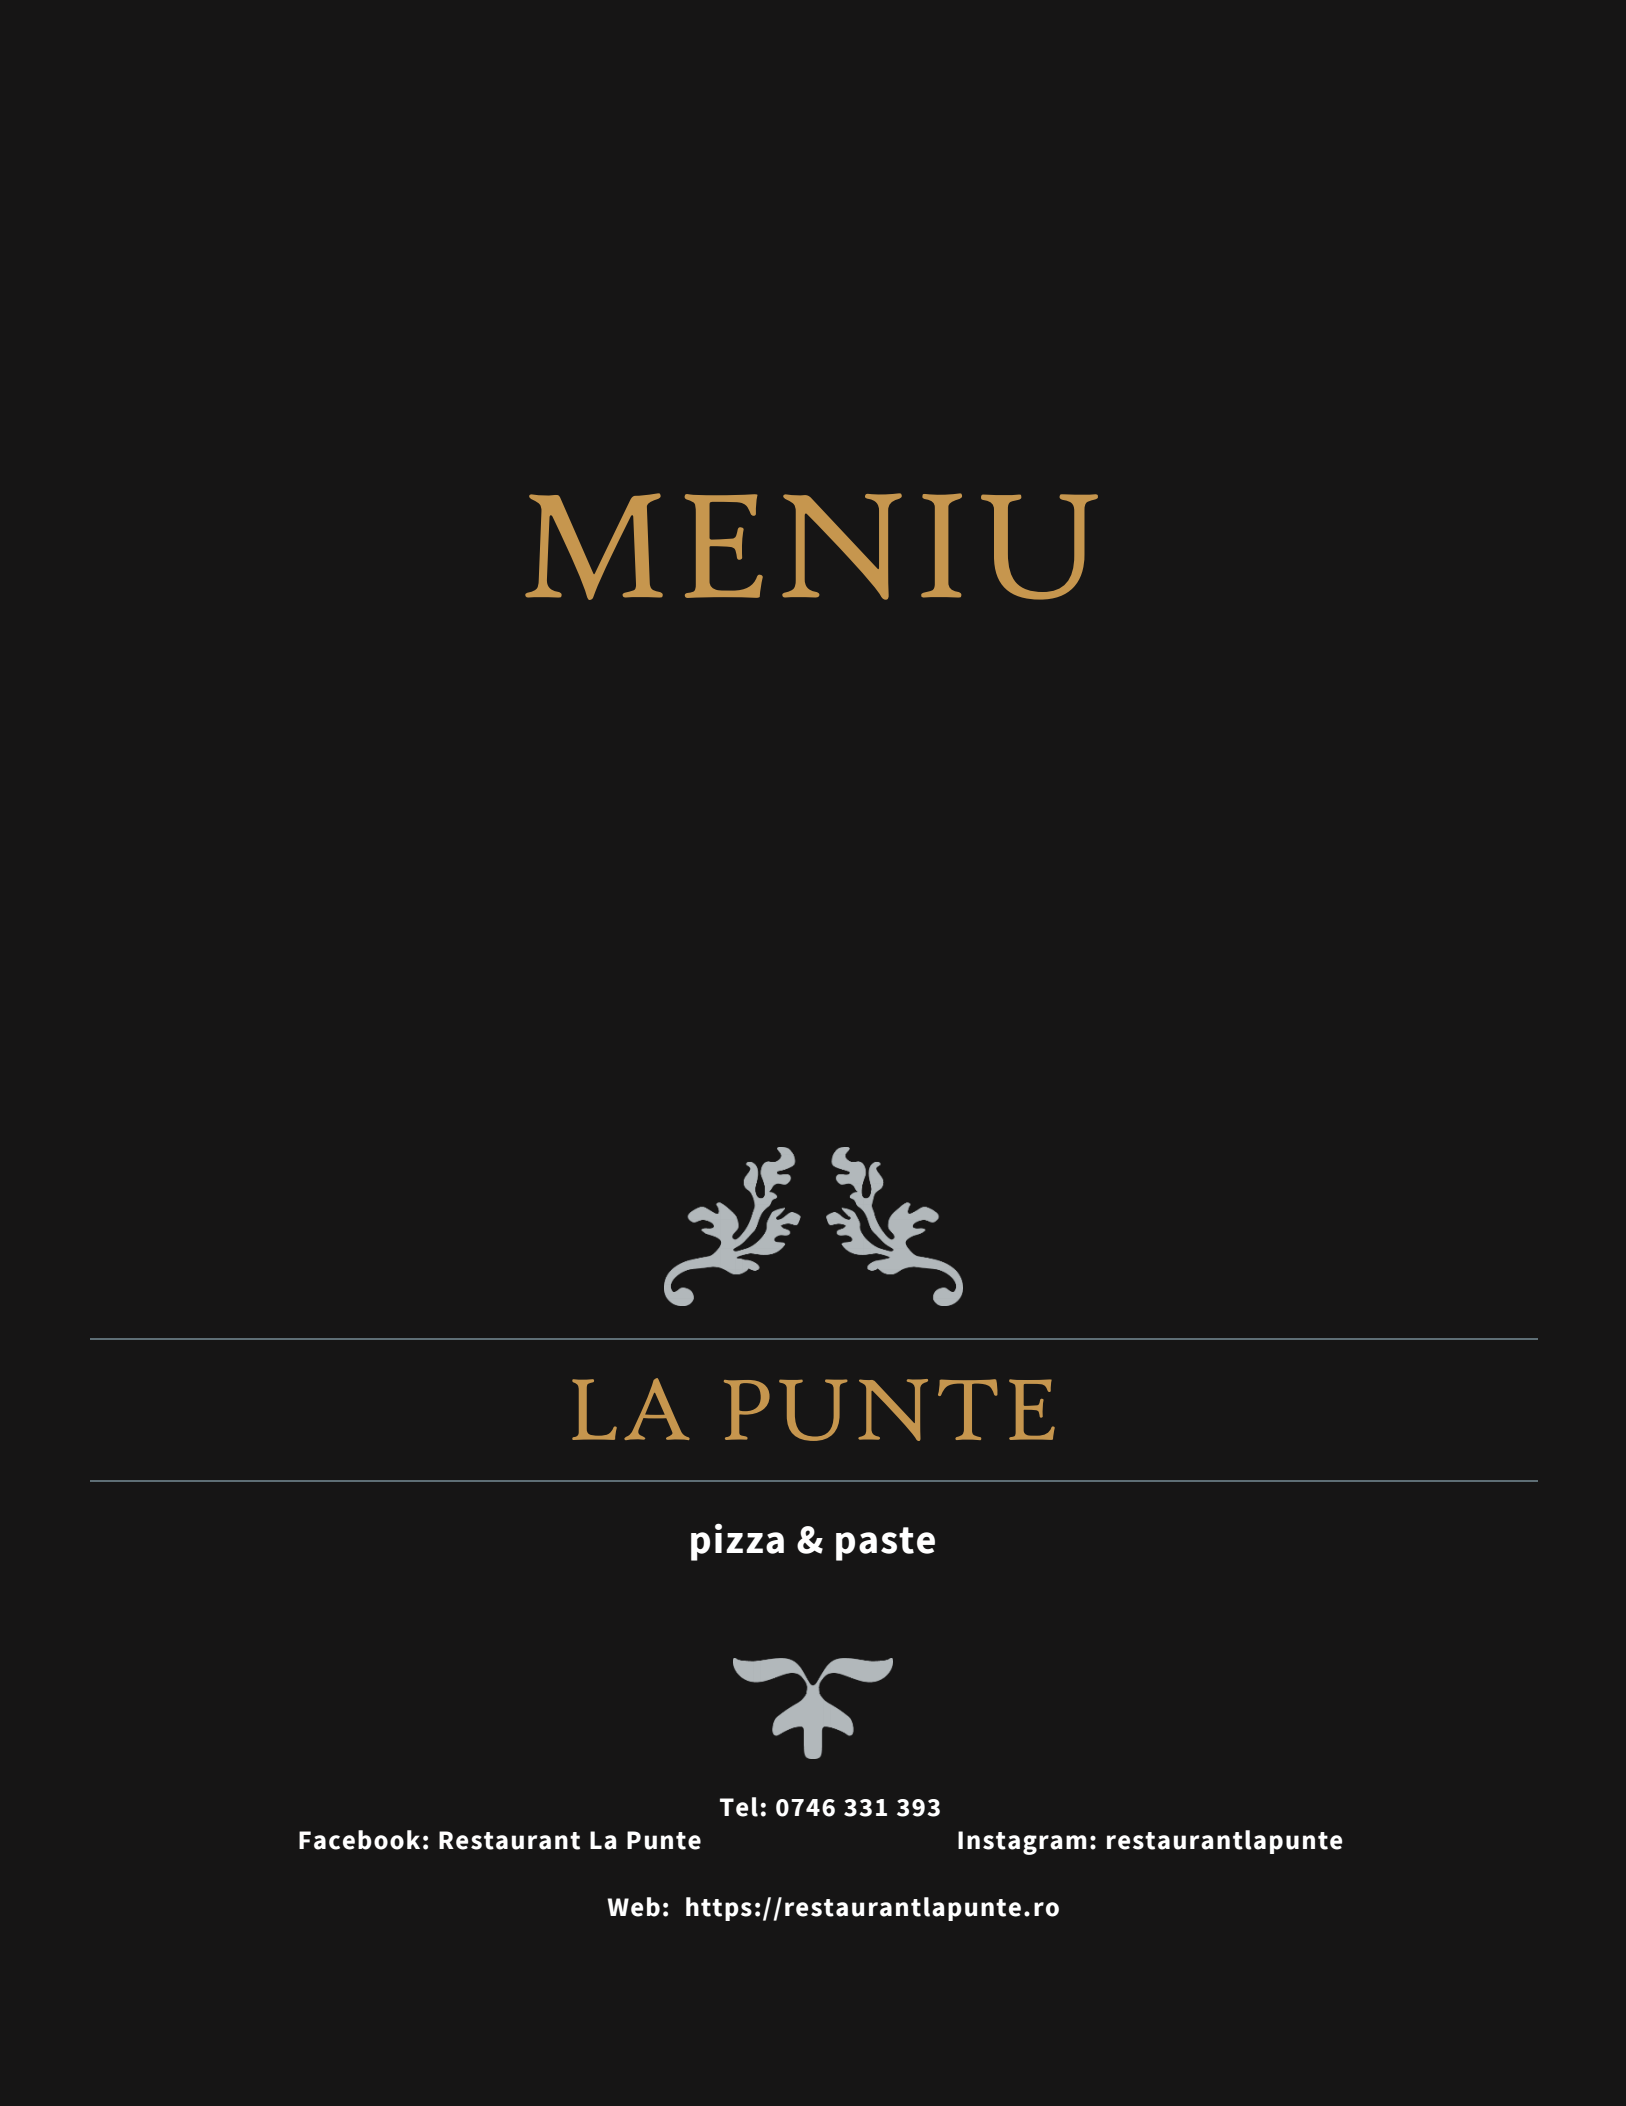 MENIU
LA PUNTE
pizza & paste
Tel: 0746 331 393
Facebook: Restaurant La Punte Instagram: restaurantlapunte
Web: https://restaurantlapunte.ro